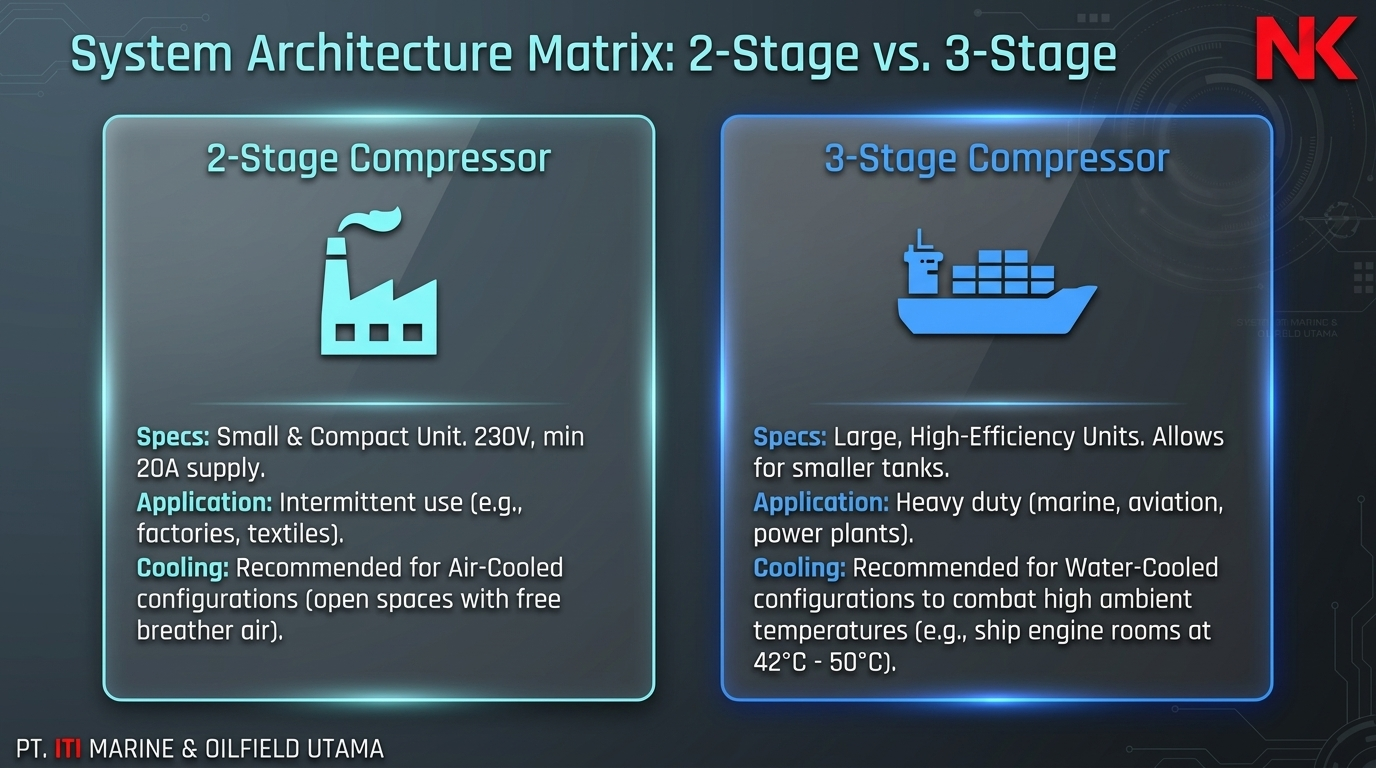 System Architecture Matrix: 2-Stage vs. 3-Stage
NK
2-Stage Compressor
Specs: Small & Compact Unit. 230V, min
20A supply.
Application: Intermittent use (e.g.,
factories, textiles).
Cooling: Recommended for Air-Cooled
configurations (open spaces with free
breather air).
3-Stage Compressor
Specs: Large, High-Efficiency Units. Allows
for smaller tanks.
Application: Heavy duty (marine, aviation,
power plants).
Cooling: Recommended for Water-Cooled
configurations to combat high ambient
temperatures (e.g., ship engine rooms at
42°C - 50°C).
PT. ITI MARINE & OILFIELD UTAMA